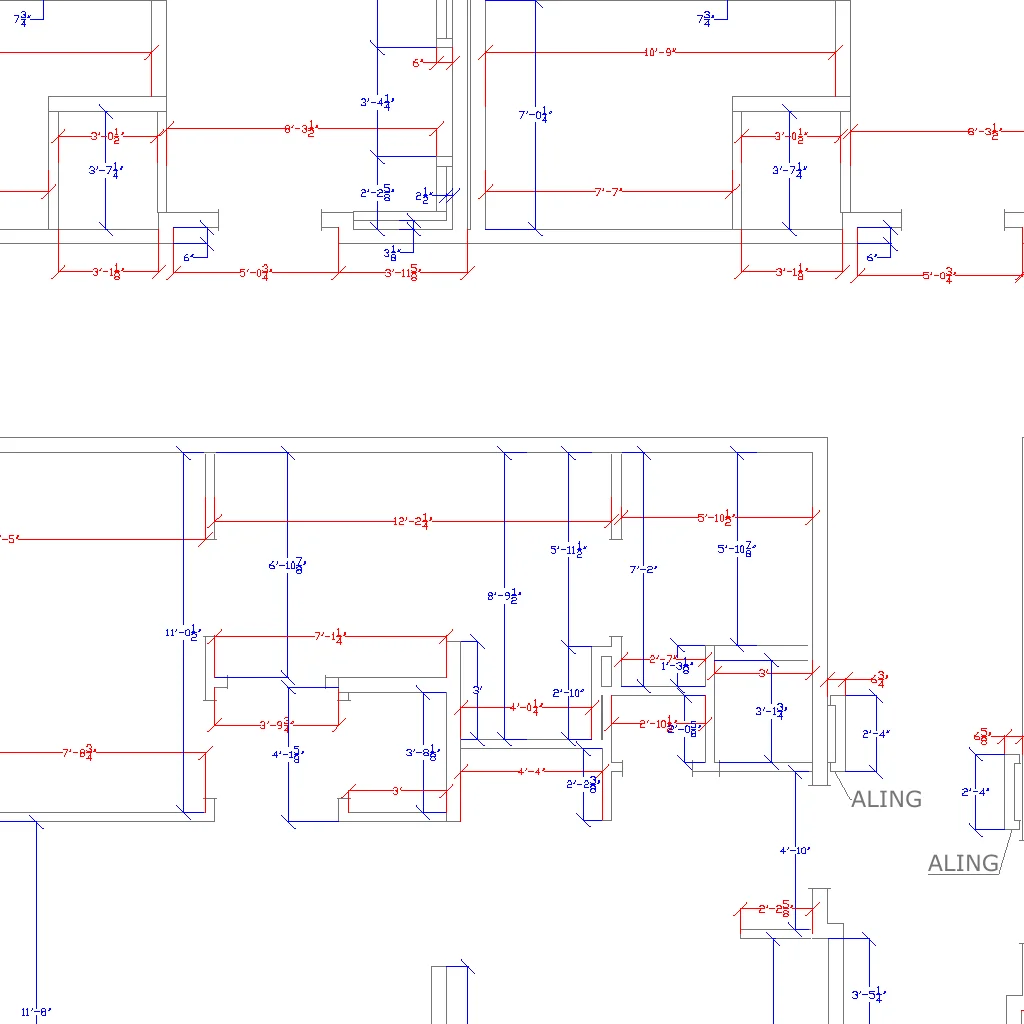 7 3/4" 7 3/4"
10'-9"
6"
3'-4 1/4"
7'-0 1/4"
8'-3 1/2" 8'-3 1/2"
3'-0 1/2" 3'-0 1/2"
3'-7 1/4" 3'-7 1/4"
2'-2 5/8" 2 1/2" 7'-7"
3 1/8"
6" 6"
3'-1 1/8" 5'-0 3/4" 3'-11 5/8" 3'-1 1/8" 5'-0 3/4"
12'-2 1/4" 5'-10 1/2"
'-5"
5'-11 1/2" 5'-10 7/8"
6'-10 7/8" 7'-2"
8'-9 1/2"
11'-0 1/2" 7'-1 1/4"
2'-7" 1'-3 1/8" 3' 6 3/4"
3' 2'-10"
4'-0 1/4" 3'-1 3/4"
3'-9 3/4" 2'-10 1/4" 2'-0 5/8" 2'-4"
6 5/8"
7'-8 3/4" 4'-1 5/8" 3'-8 1/8"
4'-4" 2'-2 3/8"
3' 2'-4"
ALING
4'-10"
ALING
2'-2 5/8"
3'-5 1/4"
11'-8"